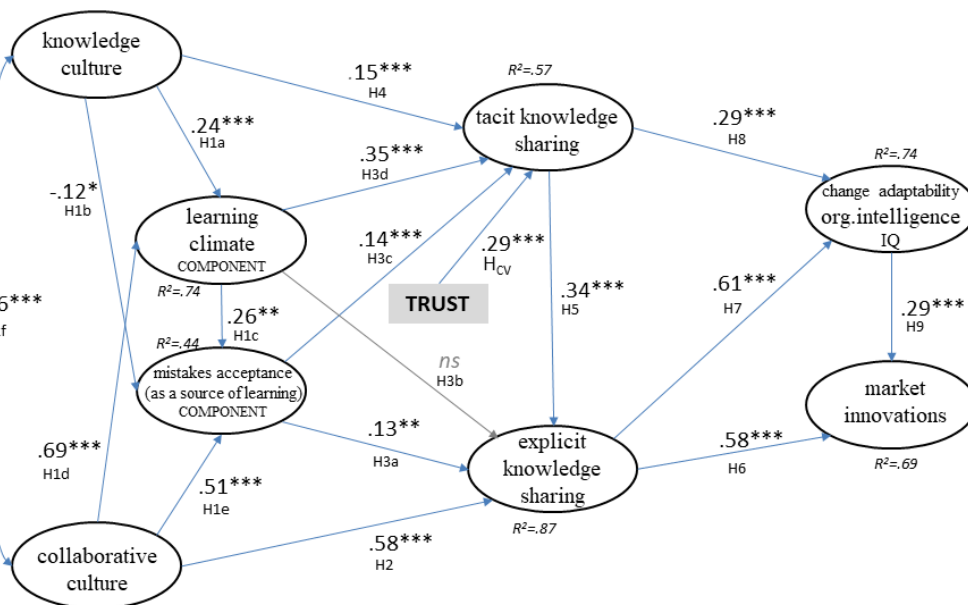 knowledge
culture
.15***
H4
R²=.57
tacit knowledge
sharing
.29***
H8
R²=.74
change adaptability
org.intelligence
IQ
.24***
H1a
.35***
H3d
-.12*
H1b
learning
climate
COMPONENT
R²=.74
.14***
H3c
.29***
HCV
TRUST
.34***
H5
.61***
H7
.29***
H9
6***
f
.26**
H1c
R²=.44
mistakes acceptance
(as a source of learning)
COMPONENT
ns
H3b
market
innovations
R²=.69
.69***
H1d
.51***
H1e
.13**
H3a
explicit
knowledge
sharing
R²=.87
.58***
H6
.58***
H2
collaborative
culture